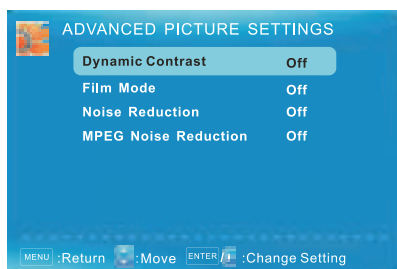 ADVANCED PICTURE SETTINGS
Dynamic Contrast Off
Film Mode Off
Noise Reduction Off
MPEG Noise Reduction Off
MENU :Return :Move ENTER/ :Change Setting